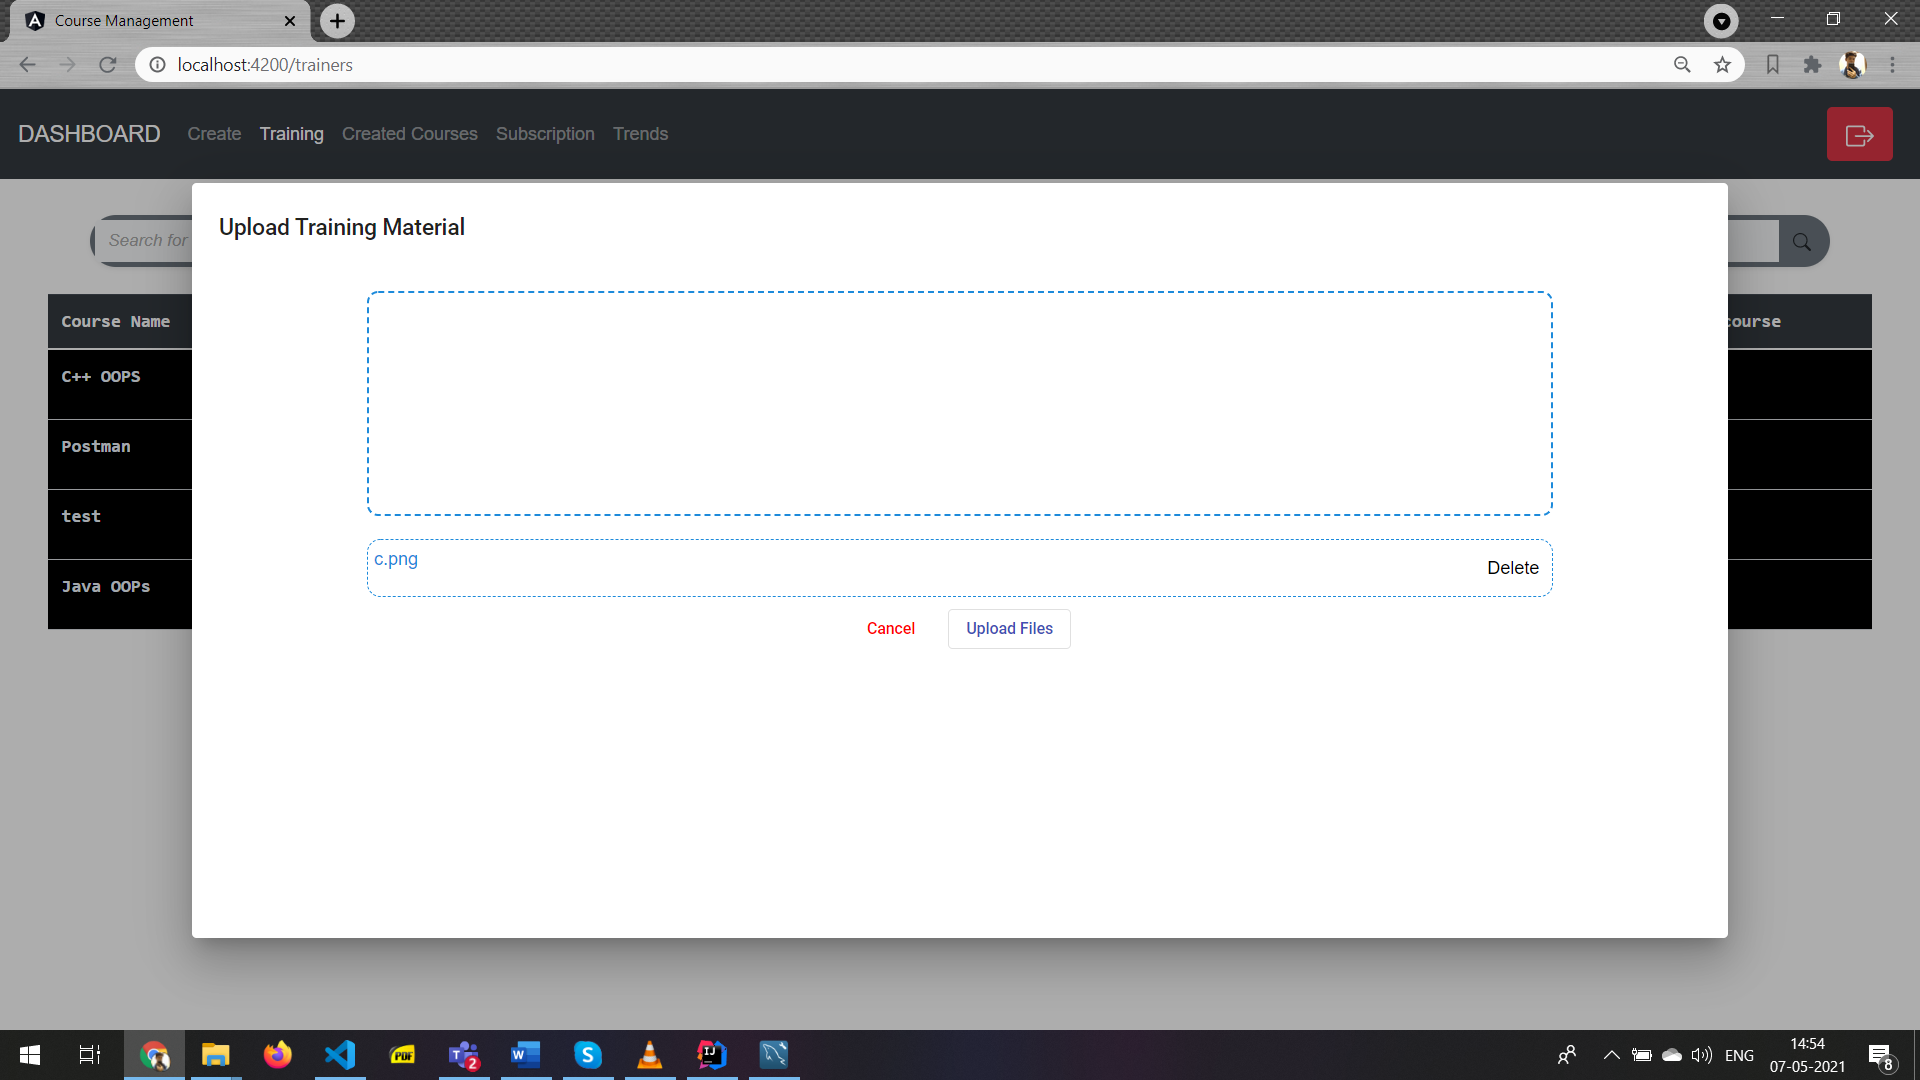 Course Management
localhost:4200/trainers
DASHBOARD Create Training Created Courses Subscription Trends
Upload Training Material
Search for
Course Name course
C++ OOPS
Postman
test
Java OOPs
c.png
Delete
Cancel Upload Files
PDF
2
W
S
IJ
ENG
14:54
07-05-2021
8